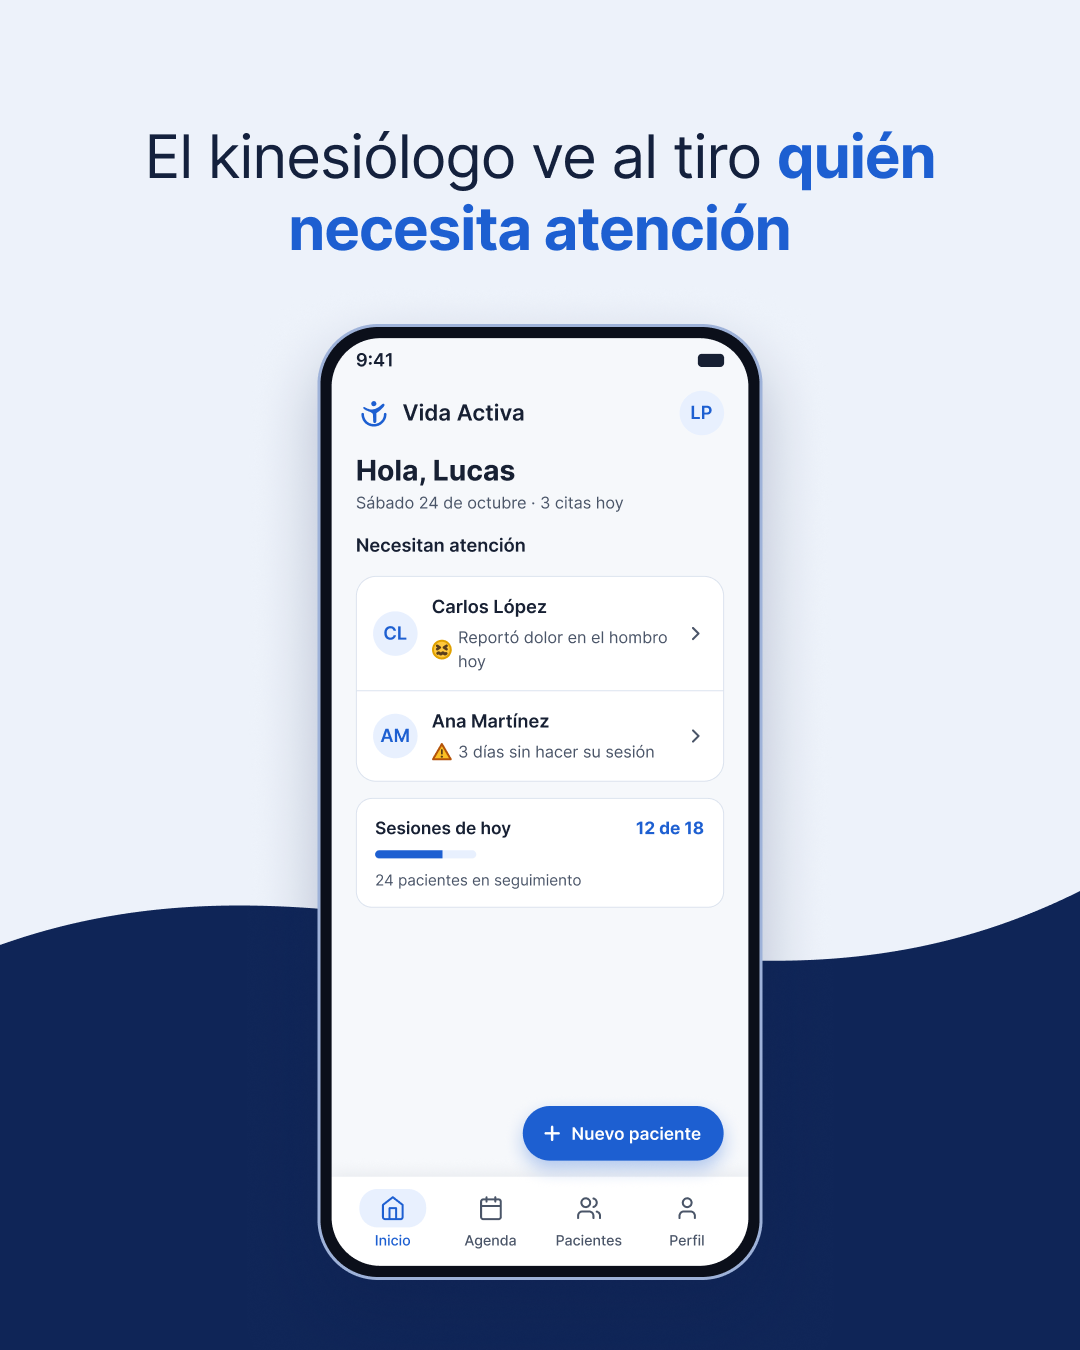 El kinesiólogo ve al tiro quién
necesita atención
9:41
Vida Activa
LP
Hola, Lucas
Sábado 24 de octubre · 3 citas hoy
Necesitan atención
CL
Carlos López
Reportó dolor en el hombro
hoy
AM
Ana Martínez
3 días sin hacer su sesión
Sesiones de hoy
12 de 18
24 pacientes en seguimiento
+ Nuevo paciente
Inicio
Agenda
Pacientes
Perfil